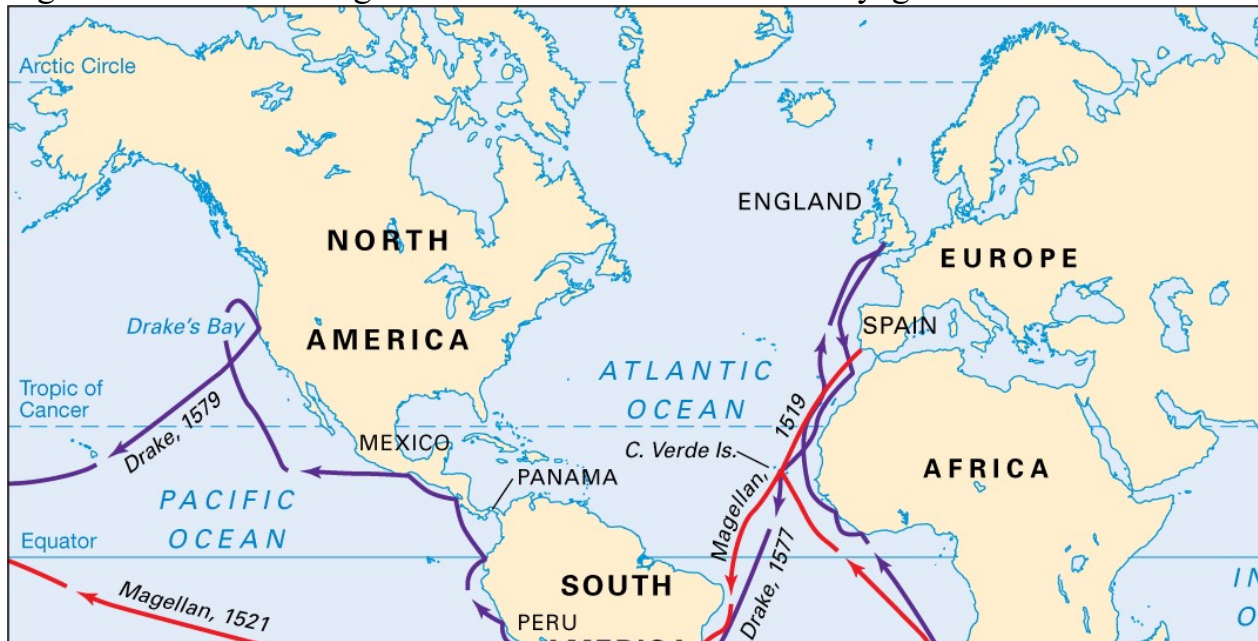 Arctic Circle
ENGLAND
NORTH
EUROPE
Drake's Bay
SPAIN
AMERICA
ATLANTIC
OCEAN
Tropic of
Cancer
Drake, 1579
MEXICO
C. Verde Is.
Magellan, 1519
AFRICA
PANAMA
PACIFIC
OCEAN
Equator
Drake, 1577
SOUTH
Magellan, 1521
PERU